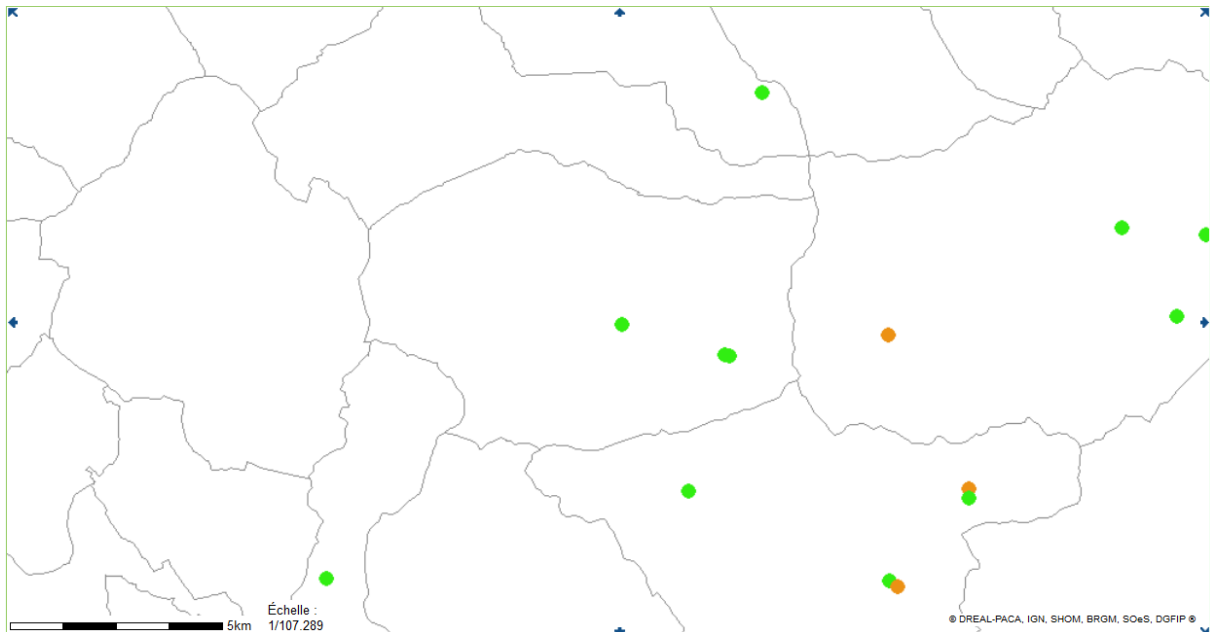 Échelle :
5km 1/107.289
© DREAL-PACA, IGN, SHOM, BRGM, SOeS, DGFIP ®